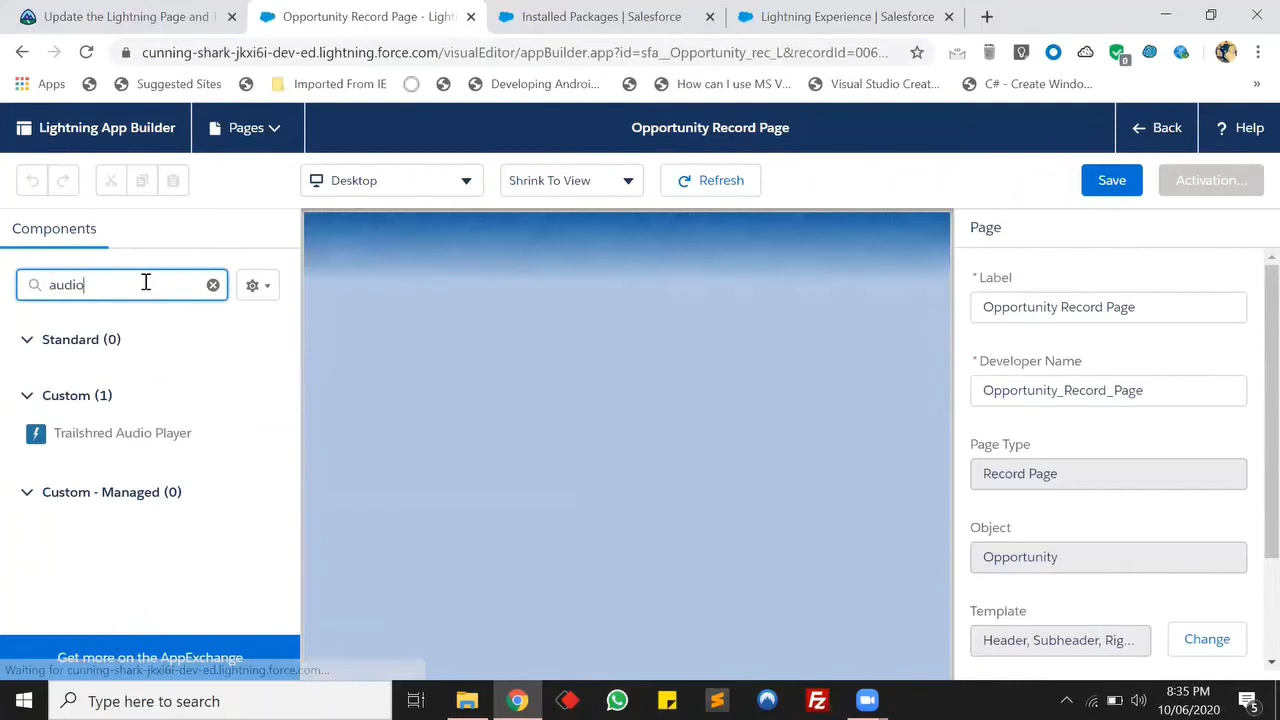 Update the Lightning Page and T
Opportunity Record Page - Light
Installed Packages | Salesforce
Lightning Experience | Salesforce
cunning-shark-jkxi6i-dev-ed.lightning.force.com/visualEditor/appBuilder.app?id=sfa__Opportunity_rec_L&recordId=006...
0
Apps
Suggested Sites
Imported From IE
Developing Androi...
How can I use MS V...
Visual Studio Creat...
C# - Create Window...
»
Lightning App Builder
Pages
Opportunity Record Page
Back
? Help
Desktop
Shrink To View
Refresh
Save
Activation...
Components
Page
audio
*Label
Opportunity Record Page
Standard (0)
*Developer Name
Opportunity_Record_Page
Custom (1)
Trailshred Audio Player
Page Type
Record Page
Custom - Managed (0)
Object
Opportunity
Template
Header, Subheader, Rig...
Change
Get more on the AppExchange
Waiting for cunning-shark-jkxi6i-dev-ed.lightning.force.com...
Type here to search
8:35 PM
10/06/2020
5